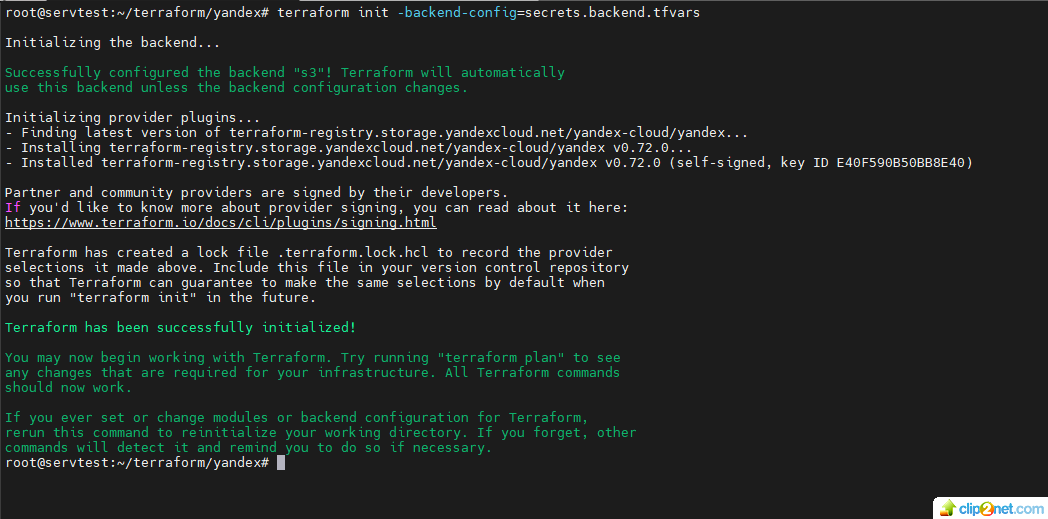 root@servtest:~/terraform/yandex# terraform init -backend-config=secrets.backend.tfvars
Initializing the backend...
Successfully configured the backend "s3"! Terraform will automatically
use this backend unless the backend configuration changes.
Initializing provider plugins...
- Finding latest version of terraform-registry.storage.yandexcloud.net/yandex-cloud/yandex...
- Installing terraform-registry.storage.yandexcloud.net/yandex-cloud/yandex v0.72.0...
- Installed terraform-registry.storage.yandexcloud.net/yandex-cloud/yandex v0.72.0 (self-signed, key ID E40F590B50BB8E40)
Partner and community providers are signed by their developers.
If you'd like to know more about provider signing, you can read about it here:
https://www.terraform.io/docs/cli/plugins/signing.html
Terraform has created a lock file .terraform.lock.hcl to record the provider
selections it made above. Include this file in your version control repository
so that Terraform can guarantee to make the same selections by default when
you run "terraform init" in the future.
Terraform has been successfully initialized!
You may now begin working with Terraform. Try running "terraform plan" to see
any changes that are required for your infrastructure. All Terraform commands
should now work.
If you ever set or change modules or backend configuration for Terraform,
rerun this command to reinitialize your working directory. If you forget, other
commands will detect it and remind you to do so if necessary.
root@servtest:~/terraform/yandex#
clip2net.com